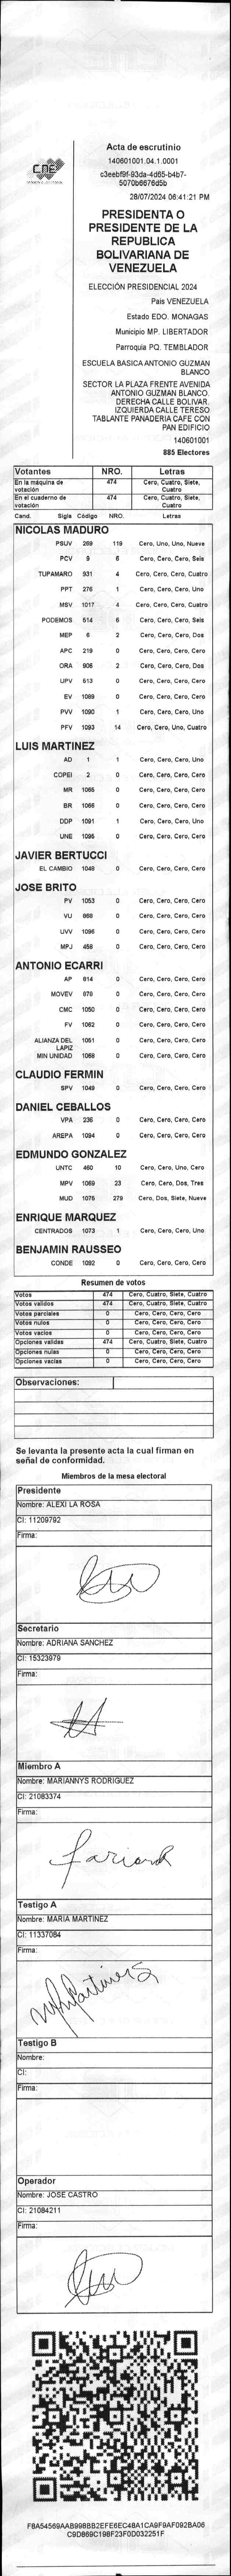 CNE
Acta de escrutinio
140601001.04.1.0001
c3eebf9f-93da-4d65-b4b7-
5070b6676d5b
28/07/2024 06:41:21 PM
PRESIDENTA O
PRESIDENTE DE LA
REPUBLICA
BOLIVARIANA DE
VENEZUELA
ELECCIÓN PRESIDENCIAL 2024
Pais VENEZUELA
Estado EDO. MONAGAS
Municipio MP. LIBERTADOR
Parroquia PQ. TEMBLADOR
ESCUELA BASICA ANTONIO GUZMAN
BLANCO
SECTOR LA PLAZA FRENTE AVENIDA
ANTONIO GUZMAN BLANCO.
DERECHA CALLE BOLIVAR.
IZQUIERDA CALLE TERESO
TABLANTE PANADERIA CAFE CON
PAN EDIFICIO
140601001
885 Electores
Votantes NRO. Letras
En la máquina de votación 474 Cero, Cuatro, Siete, Cuatro
En el cuaderno de votación 474 Cero, Cuatro, Siete, Cuatro
Cand. Sigla Código NRO. Letras
NICOLAS MADURO
PSUV 269 119 Cero, Uno, Uno, Nueve
PCV 9 6 Cero, Cero, Cero, Seis
TUPAMARO 931 4 Cero, Cero, Cero, Cuatro
PPT 276 1 Cero, Cero, Cero, Uno
MSV 1017 4 Cero, Cero, Cero, Cuatro
PODEMOS 514 6 Cero, Cero, Cero, Seis
MEP 6 2 Cero, Cero, Cero, Dos
APC 219 0 Cero, Cero, Cero, Cero
ORA 906 2 Cero, Cero, Cero, Dos
UPV 513 0 Cero, Cero, Cero, Cero
EV 1089 0 Cero, Cero, Cero, Cero
PVV 1090 1 Cero, Cero, Cero, Uno
PFV 1093 14 Cero, Cero, Uno, Cuatro
LUIS MARTINEZ
AD 1 1 Cero, Cero, Cero, Uno
COPEI 2 0 Cero, Cero, Cero, Cero
MR 1065 0 Cero, Cero, Cero, Cero
BR 1066 0 Cero, Cero, Cero, Cero
DDP 1091 1 Cero, Cero, Cero, Uno
UNE 1095 0 Cero, Cero, Cero, Cero
JAVIER BERTUCCI
EL CAMBIO 1048 0 Cero, Cero, Cero, Cero
JOSE BRITO
PV 1053 0 Cero, Cero, Cero, Cero
VU 868 0 Cero, Cero, Cero, Cero
UVV 1096 0 Cero, Cero, Cero, Cero
MPJ 458 0 Cero, Cero, Cero, Cero
ANTONIO ECARRI
AP 814 0 Cero, Cero, Cero, Cero
MOVEV 878 0 Cero, Cero, Cero, Cero
CMC 1050 0 Cero, Cero, Cero, Cero
FV 1062 0 Cero, Cero, Cero, Cero
ALIANZA DEL LAPIZ 1051 0 Cero, Cero, Cero, Cero
MIN UNIDAD 1068 0 Cero, Cero, Cero, Cero
CLAUDIO FERMIN
SPV 1049 0 Cero, Cero, Cero, Cero
DANIEL CEBALLOS
VPA 236 0 Cero, Cero, Cero, Cero
AREPA 1094 0 Cero, Cero, Cero, Cero
EDMUNDO GONZALEZ
UNTC 460 10 Cero, Cero, Uno, Cero
MPV 1069 23 Cero, Cero, Dos, Tres
MUD 1075 279 Cero, Dos, Siete, Nueve
ENRIQUE MARQUEZ
CENTRADOS 1073 1 Cero, Cero, Cero, Uno
BENJAMIN RAUSSEO
CONDE 1092 0 Cero, Cero, Cero, Cero
Resumen de votos
Votos 474 Cero, Cuatro, Siete, Cuatro
Votos validos 474 Cero, Cuatro, Siete, Cuatro
Votos parciales 0 Cero, Cero, Cero, Cero
Votos nulos 0 Cero, Cero, Cero, Cero
Votos vacios 0 Cero, Cero, Cero, Cero
Opciones validas 474 Cero, Cuatro, Siete, Cuatro
Opciones nulas 0 Cero, Cero, Cero, Cero
Opciones vacias 0 Cero, Cero, Cero, Cero
Observaciones:
Se levanta la presente acta la cual firman en
señal de conformidad.
Miembros de la mesa electoral
Presidente
Nombre: ALEXI LA ROSA
CI: 11209792
Firma:
Secretario
Nombre: ADRIANA SANCHEZ
CI: 15323979
Firma:
Miembro A
Nombre: MARIANNYS RODRIGUEZ
CI: 21083374
Firma:
Testigo A
Nombre: MARIA MARTINEZ
CI: 11337084
Firma:
Testigo B
Nombre:
CI:
Firma:
Operador
Nombre: JOSE CASTRO
CI: 21084211
Firma:
F8A54569AAB998BB2EFE6EC48A1CA9F9AF092BA06
C9D869C198F23F0D032251F